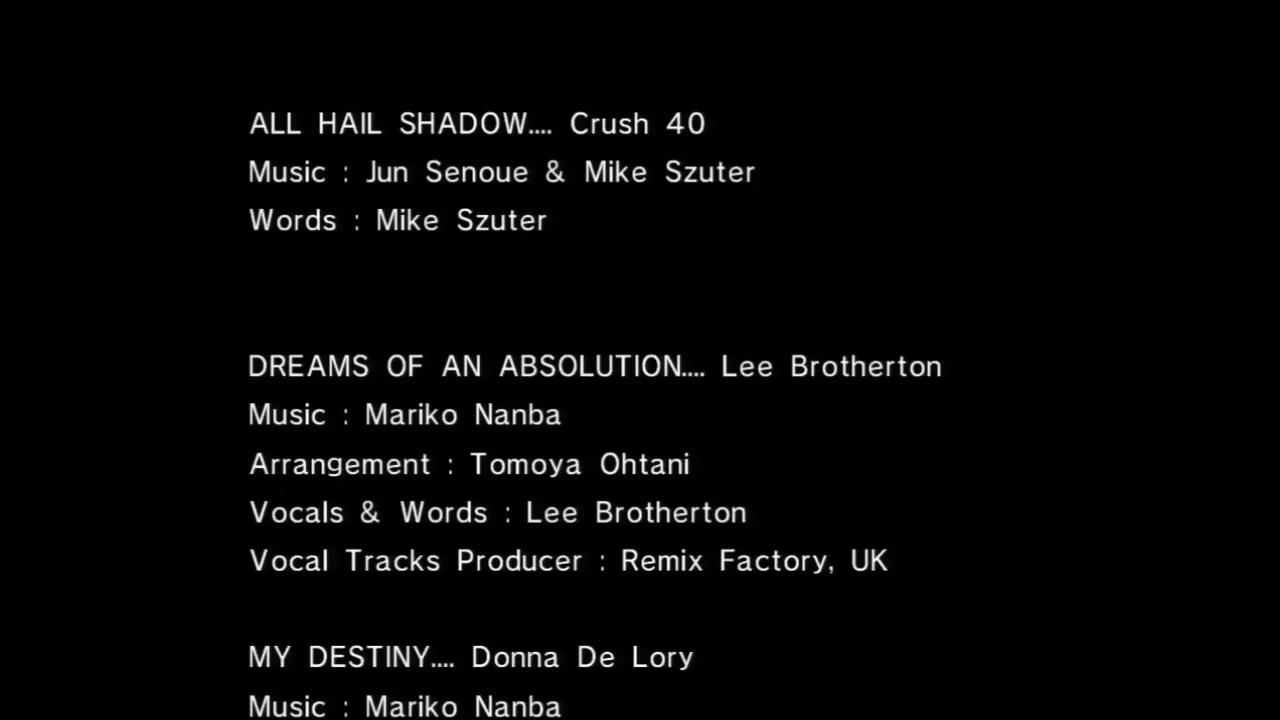 ALL HAIL SHADOW.... Crush 40
Music : Jun Senoue & Mike Szuter
Words : Mike Szuter
DREAMS OF AN ABSOLUTION.... Lee Brotherton
Music : Mariko Nanba
Arrangement : Tomoya Ohtani
Vocals & Words : Lee Brotherton
Vocal Tracks Producer : Remix Factory, UK
MY DESTINY.... Donna De Lory
Music : Mariko Nanba